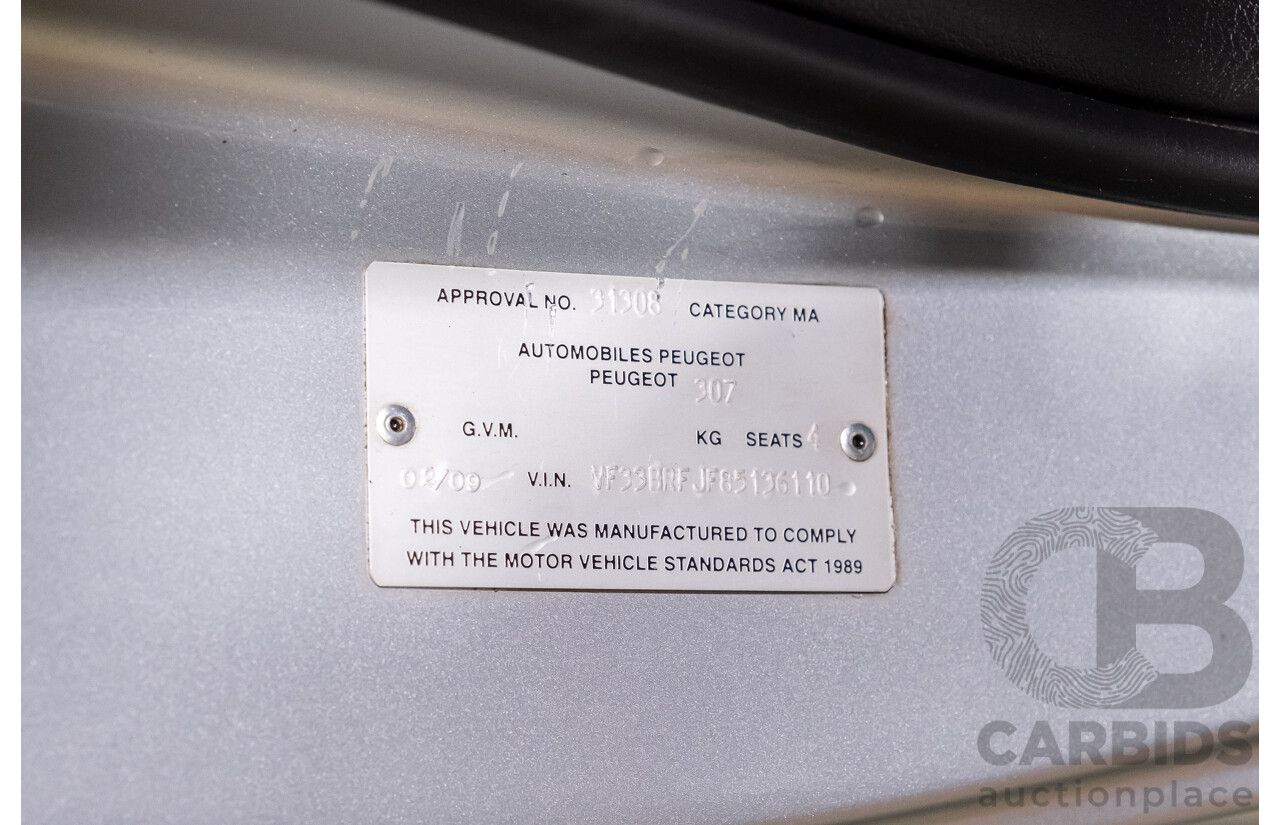 APPROVAL NO. 31308 CATEGORY MA
AUTOMOBILES PEUGEOT
PEUGEOT 307
G.V.M. KG SEATS 4
V.I.N. VF33BRFJF85136110
THIS VEHICLE WAS MANUFACTURED TO COMPLY
WITH THE MOTOR VEHICLE STANDARDS ACT 1989
CB
CARBIDS
auctionplace